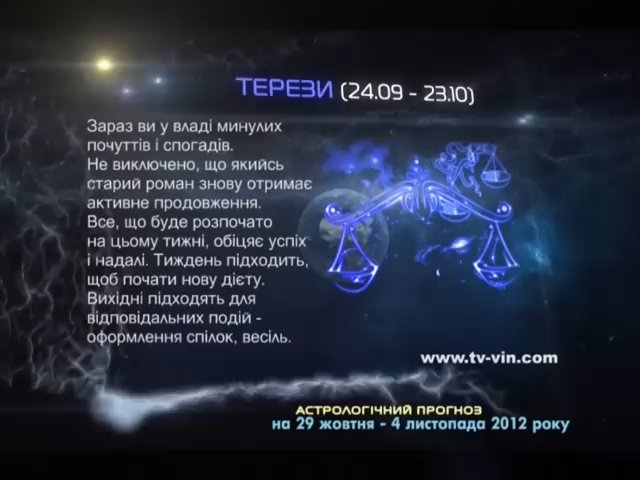 ТЕРЕЗИ (24.09 - 23.10)
Зараз ви у владі минулих
почуттів і спогадів.
Не виключено, що якийсь
старий роман знову отримає
активне продовження.
Все, що буде розпочато
на цьому тижні, обіцяє успіх
і надалі. Тиждень підходить,
щоб почати нову дієту.
Вихідні підходять для
відповідальних подій -
оформлення спілок, весіль.
www.tv-vin.com
АСТРОЛОГІЧНИЙ ПРОГНОЗ
на 29 жовтня - 4 листопада 2012 року